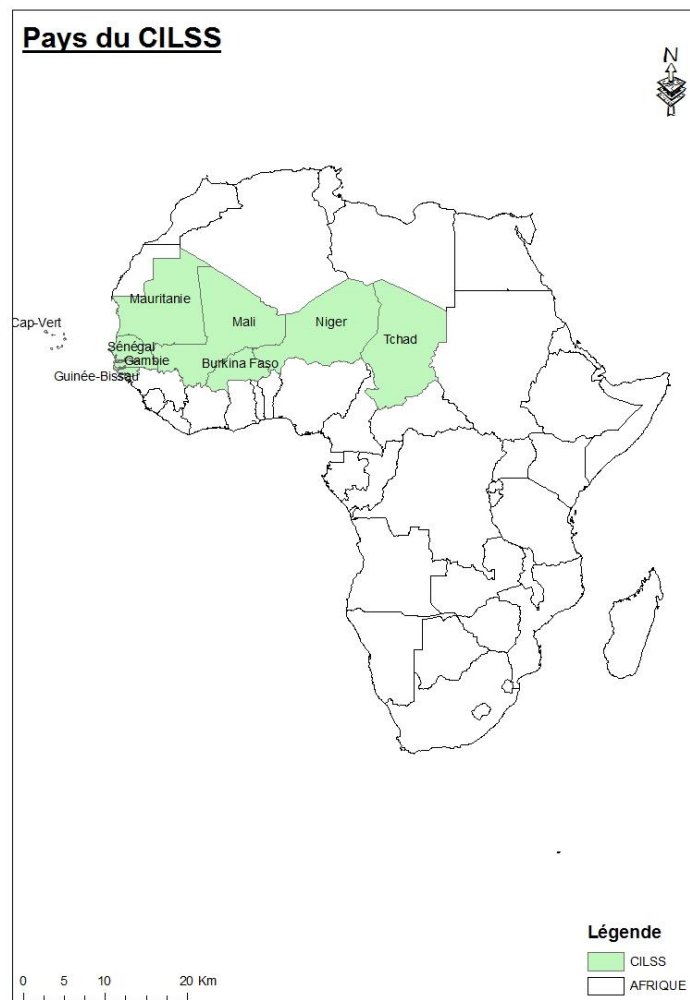 Pays du CILSS
N
Mauritanie
Cap-Vert
Mali
Niger
Tchad
Sénégal
Gambie
Burkina Faso
Guinée-Bissau
Légende
CILSS
AFRIQUE
0 5 10 20 Km